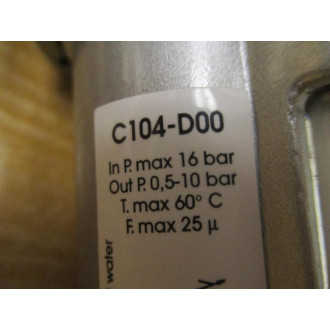 C104-D00
In P. max 16 bar
Out P. 0,5-10 bar
T. max 60° C
F. max 25 µ
water